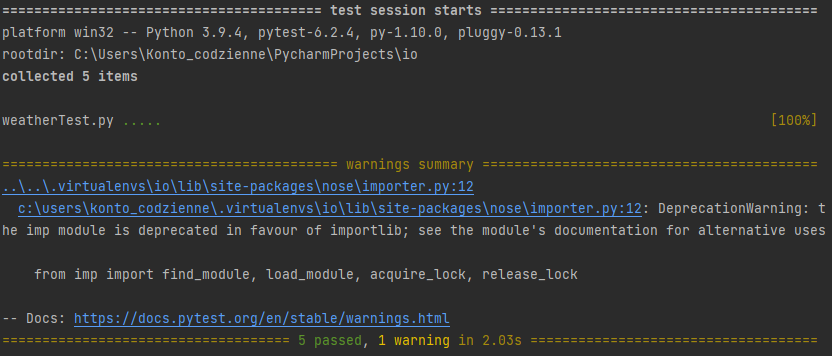 ======================================== test session starts =========================================
platform win32 -- Python 3.9.4, pytest-6.2.4, py-1.10.0, pluggy-0.13.1
rootdir: C:\Users\Konto_codzienne\PycharmProjects\io
collected 5 items
weatherTest.py ..... [100%]
========================================== warnings summary ==========================================
..\..\.virtualenvs\io\lib\site-packages\nose\importer.py:12
c:\users\konto_codzienne\.virtualenvs\io\lib\site-packages\nose\importer.py:12: DeprecationWarning: t
he imp module is deprecated in favour of importlib; see the module's documentation for alternative uses
from imp import find_module, load_module, acquire_lock, release_lock
-- Docs: https://docs.pytest.org/en/stable/warnings.html
==================================== 5 passed, 1 warning in 2.03s ====================================